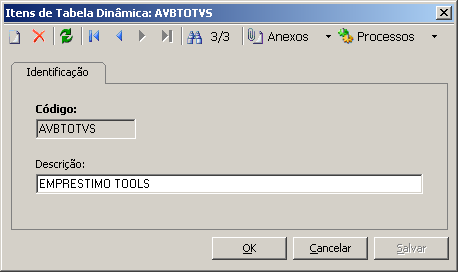 Itens de Tabela Dinâmica: AVBTOTVS
3/3 Anexos Processos
Identificação
Código:
AVBTOTVS
Descrição:
EMPRESTIMO TOOLS
OK Cancelar Salvar